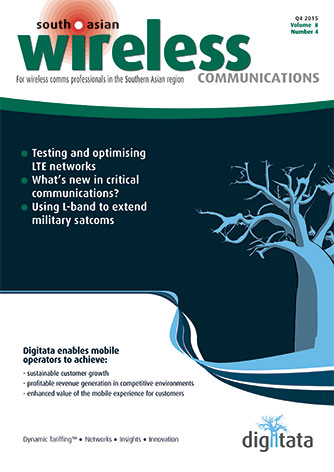 south asian
wireless
COMMUNICATIONS
Q4 2015
Volume 8
Number 4
For wireless comms professionals in the Southern Asian region
Testing and optimising
LTE networks
What's new in critical
communications?
Using L-band to extend
military satcoms
Digitata enables mobile
operators to achieve:
- sustainable customer growth
- profitable revenue generation in competitive environments
- enhanced value of the mobile experience for customers
Dynamic Tariffing™ • Networks • Insights • Innovation
digitata